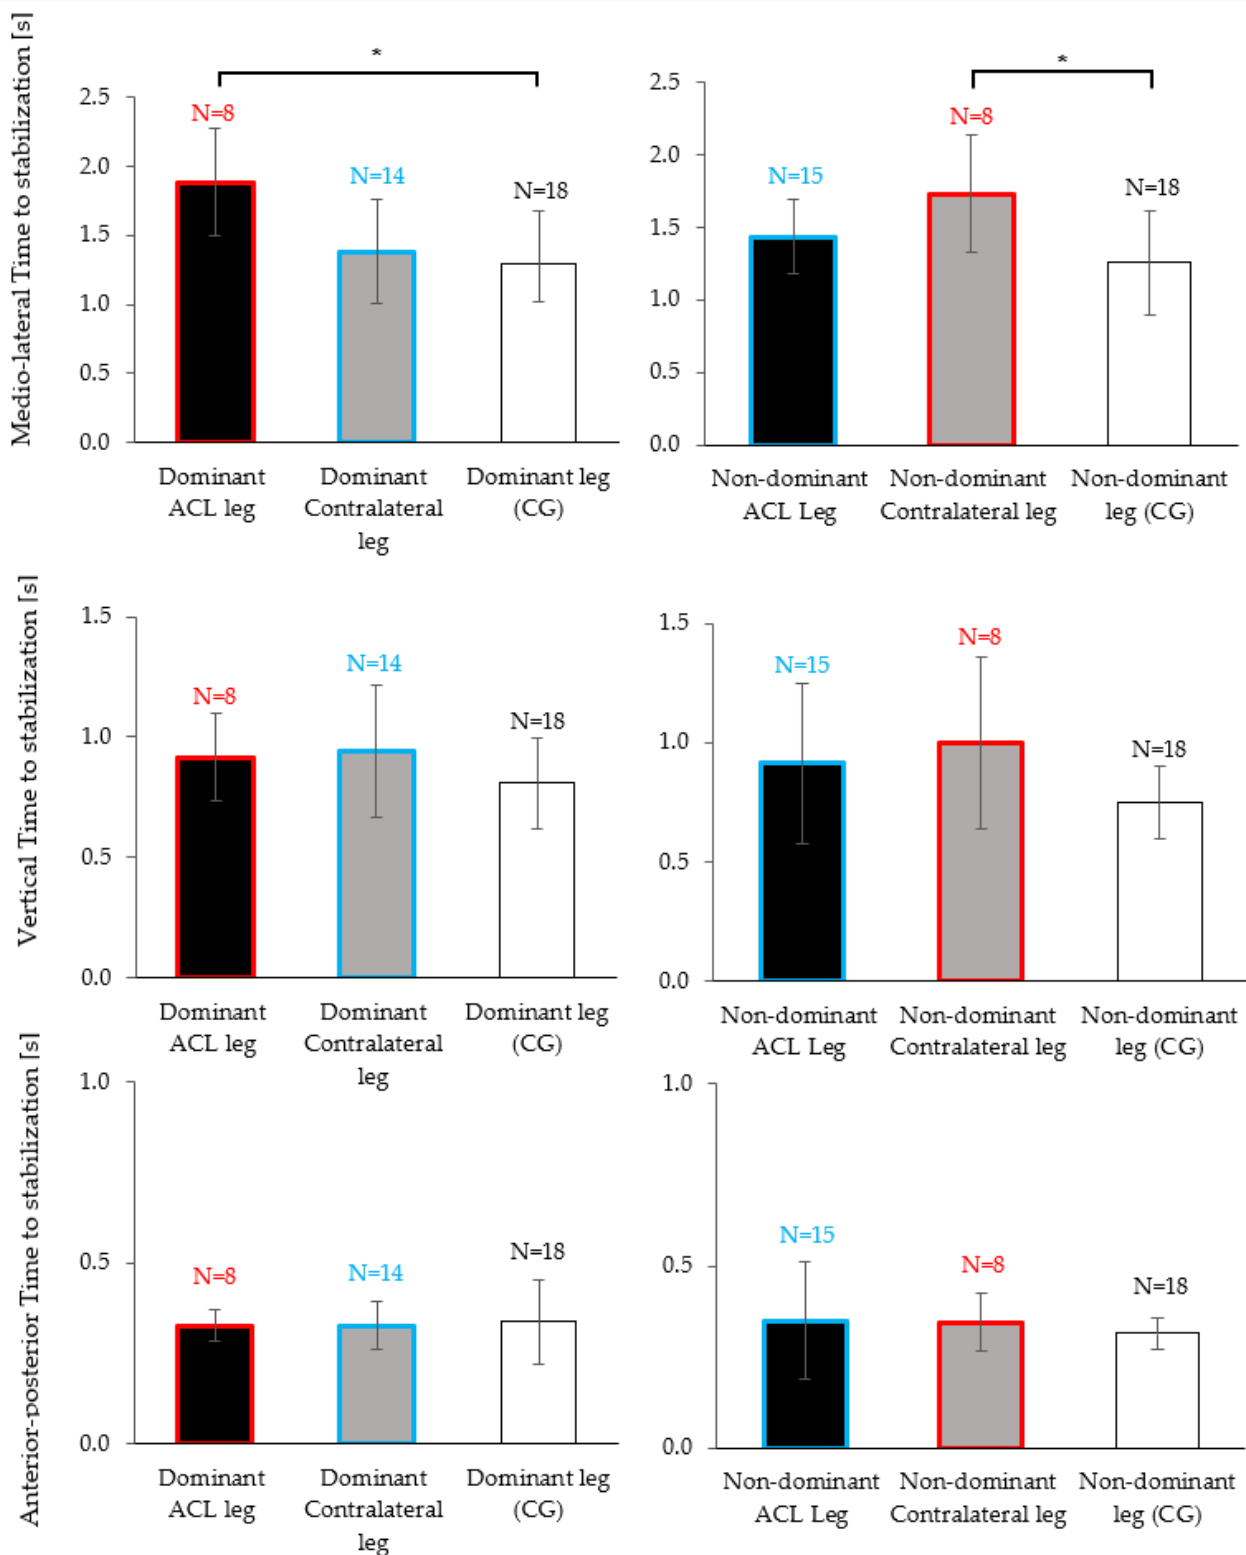 Medio-lateral Time to stabilization [s]
*
2.5
2.0
1.5
1.0
0.5
0.0
N=8
N=14
N=18
Dominant
ACL leg
Dominant
Contralateral
leg
Dominant leg
(CG)
*
2.5
2.0
1.5
1.0
0.5
0.0
N=15
N=8
N=18
Non-dominant
ACL Leg
Non-dominant
Contralateral leg
Non-dominant
leg (CG)
Vertical Time to stabilization [s]
1.5
1.0
0.5
0.0
N=8
N=14
N=18
Dominant
ACL leg
Dominant
Contralateral
leg
Dominant leg
(CG)
1.5
1.0
0.5
0.0
N=15
N=8
N=18
Non-dominant
ACL Leg
Non-dominant
Contralateral leg
Non-dominant
leg (CG)
Anterior-posterior Time to stabilization [s]
1.0
0.5
0.0
N=8
N=14
N=18
Dominant
ACL leg
Dominant
Contralateral
leg
Dominant leg
(CG)
1.0
0.5
0.0
N=15
N=8
N=18
Non-dominant
ACL Leg
Non-dominant
Contralateral leg
Non-dominant
leg (CG)